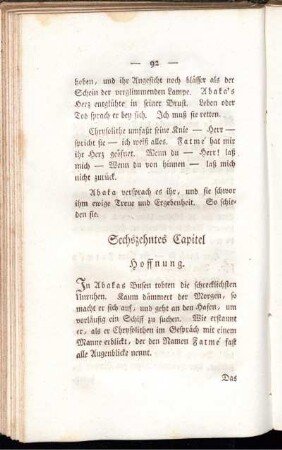 — 92 —
hoben, und ihr Angesicht noch blässer als der
Schein der verglimmenden Lampe. Abaka's
Herz entglühte in seiner Brust. Leben oder
Tod sprach er bey sich. Ich muß sie retten.
Chrysolithe umfaßt seine Knie — Herr —
spricht sie — ich weiß alles. Fatmé hat mir
ihr Herz geöfnet. Wenn du — Herr! laß
mich — Wenn du von hinnen — laß mich
nicht zurück.
Abaka versprach es ihr, und sie schwor
ihm ewige Treue und Ergebenheit. So schie-
den sie.
Sechszehntes Capitel
Hoffnung.
In Abakas Busen tobten die schrecklichsten
Unruhen. Kaum dämmert der Morgen, so
macht er sich auf, und geht an den Hafen, um
vorläufig ein Schiff zu suchen. Wie erstaunt
er, als er Chrysolithen im Gespräch mit einem
Manne erblickt, der den Namen Fatmé fast
alle Augenblicke nennt.
Das